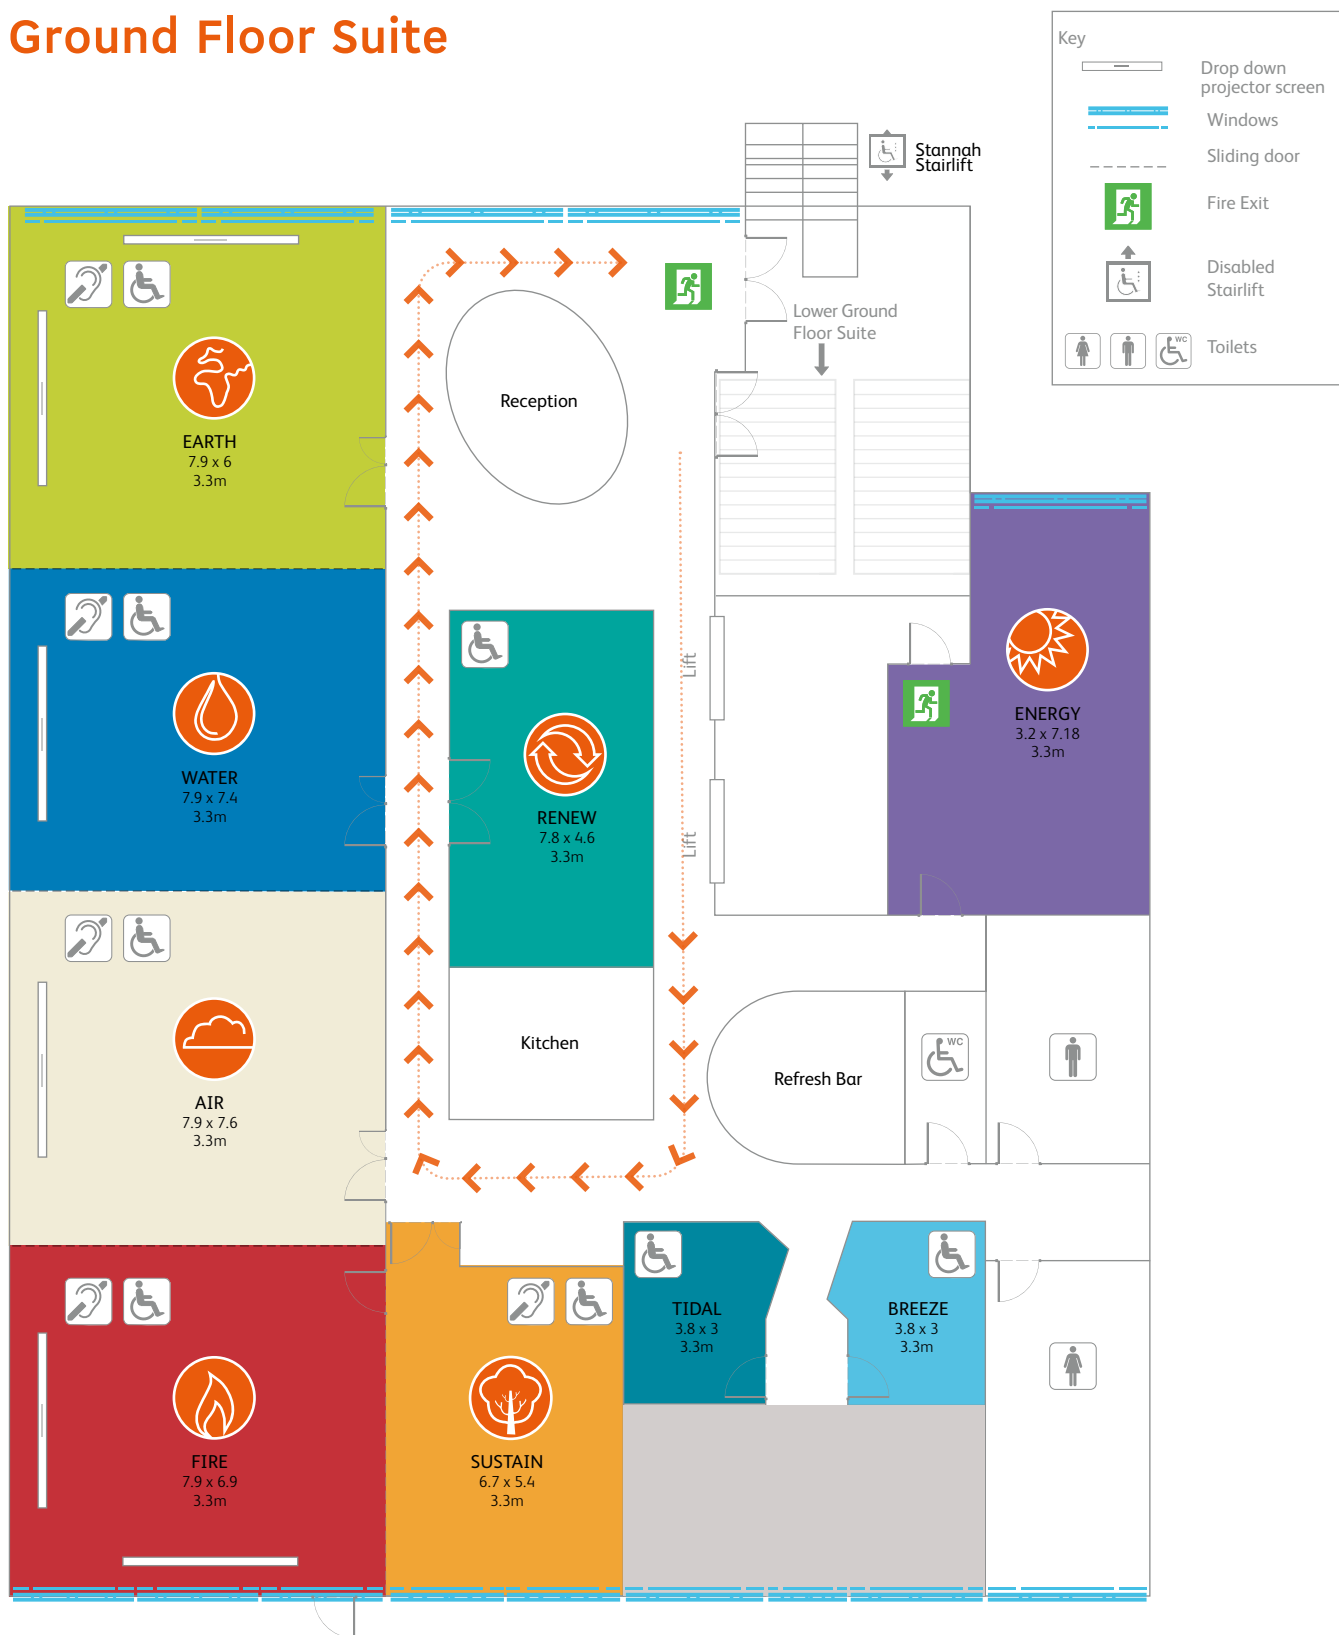 Ground Floor Suite
Key
Drop down
projector screen
Windows
Sliding door
Fire Exit
Disabled
Stairlift
WC
Toilets
Stannah
Stairlift
Lower Ground
Floor Suite
Reception
EARTH
7.9 x 6
3.3m
Lift
WATER
7.9 x 7.4
3.3m
RENEW
7.8 x 4.6
3.3m
Lift
ENERGY
3.2 x 7.18
3.3m
AIR
7.9 x 7.6
3.3m
Kitchen
Refresh Bar
WC
FIRE
7.9 x 6.9
3.3m
SUSTAIN
6.7 x 5.4
3.3m
TIDAL
3.8 x 3
3.3m
BREEZE
3.8 x 3
3.3m